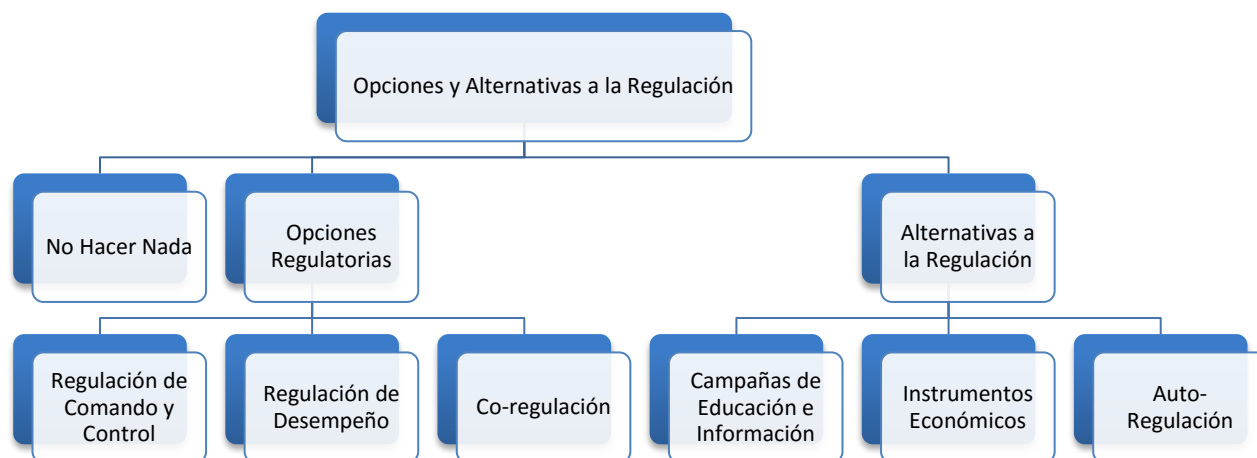 Opciones y Alternativas a la Regulación
No Hacer Nada
Opciones
Regulatorias
Alternativas a
la Regulación
Regulación de
Comando y
Control
Regulación de
Desempeño
Co-regulación
Campañas de
Educación e
Información
Instrumentos
Económicos
Auto-
Regulación